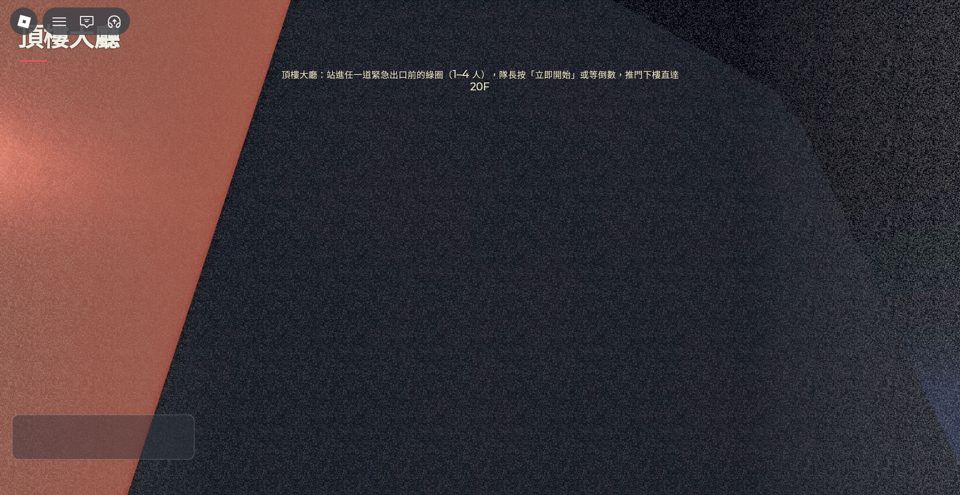 頂樓大廳
頂樓大廳：站進任一道緊急出口前的綠圈（1–4 人），隊長按「立即開始」或等倒數，推門下樓直達
20F